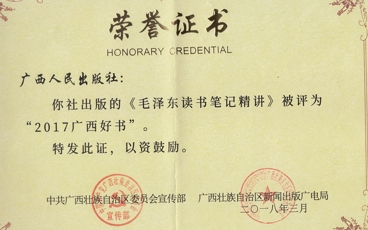 荣誉证书
HONORARY CREDENTIAL
广西人民出版社:
你社出版的《毛泽东读书笔记精讲》被评为
“2017广西好书”。
特发此证,以资鼓励。
中共广西壮族自治区委员会宣传部 广西壮族自治区新闻出版广电局
宣传部
二〇一八年三月